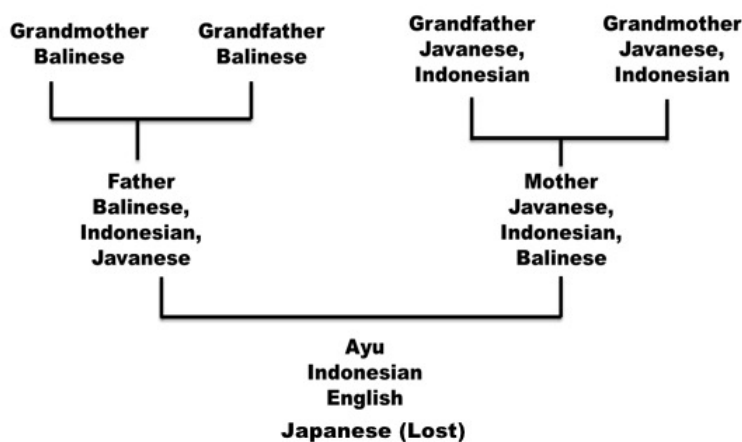 Grandmother
Balinese
Grandfather
Balinese
Grandfather
Javanese,
Indonesian
Grandmother
Javanese,
Indonesian
Father
Balinese,
Indonesian,
Javanese
Mother
Javanese,
Indonesian,
Balinese
Ayu
Indonesian
English
Japanese (Lost)